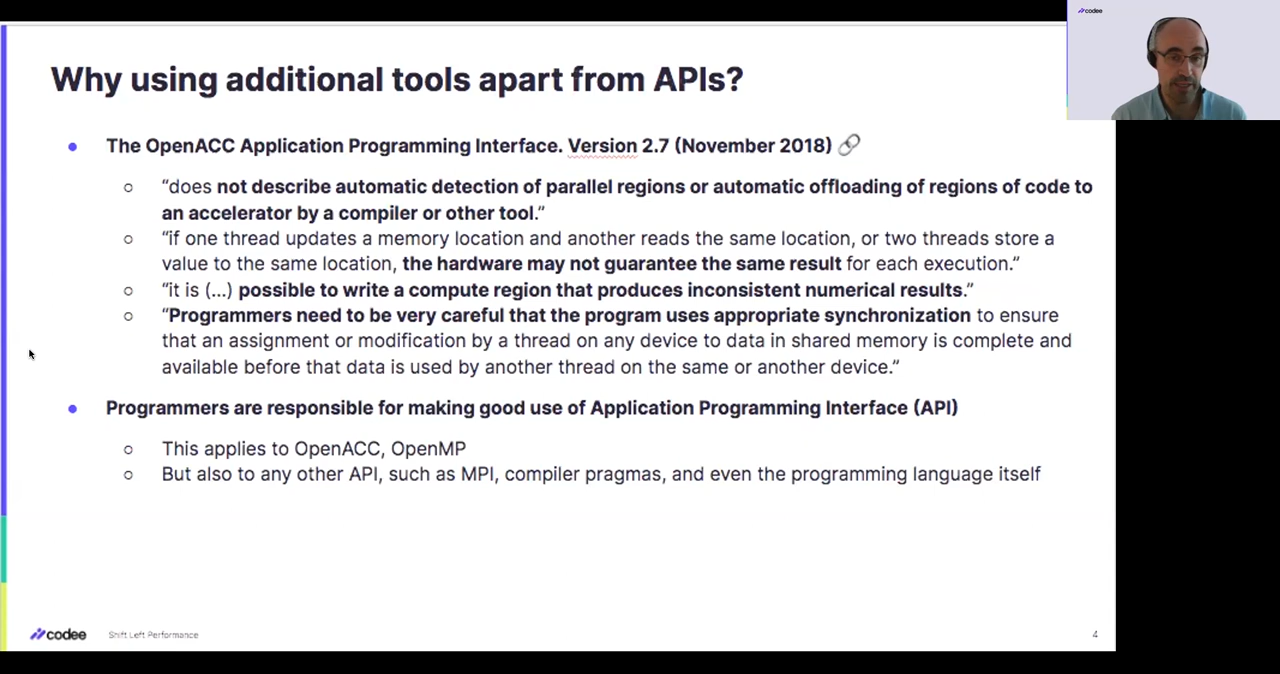 codee
Why using additional tools apart from APIs?
● The OpenACC Application Programming Interface. Version 2.7 (November 2018)
○ “does not describe automatic detection of parallel regions or automatic offloading of regions of code to
an accelerator by a compiler or other tool.”
○ “if one thread updates a memory location and another reads the same location, or two threads store a
value to the same location, the hardware may not guarantee the same result for each execution.”
○ “it is (...) possible to write a compute region that produces inconsistent numerical results.”
○ “Programmers need to be very careful that the program uses appropriate synchronization to ensure
that an assignment or modification by a thread on any device to data in shared memory is complete and
available before that data is used by another thread on the same or another device.”
● Programmers are responsible for making good use of Application Programming Interface (API)
○ This applies to OpenACC, OpenMP
○ But also to any other API, such as MPI, compiler pragmas, and even the programming language itself
codee Shift Left Performance 4